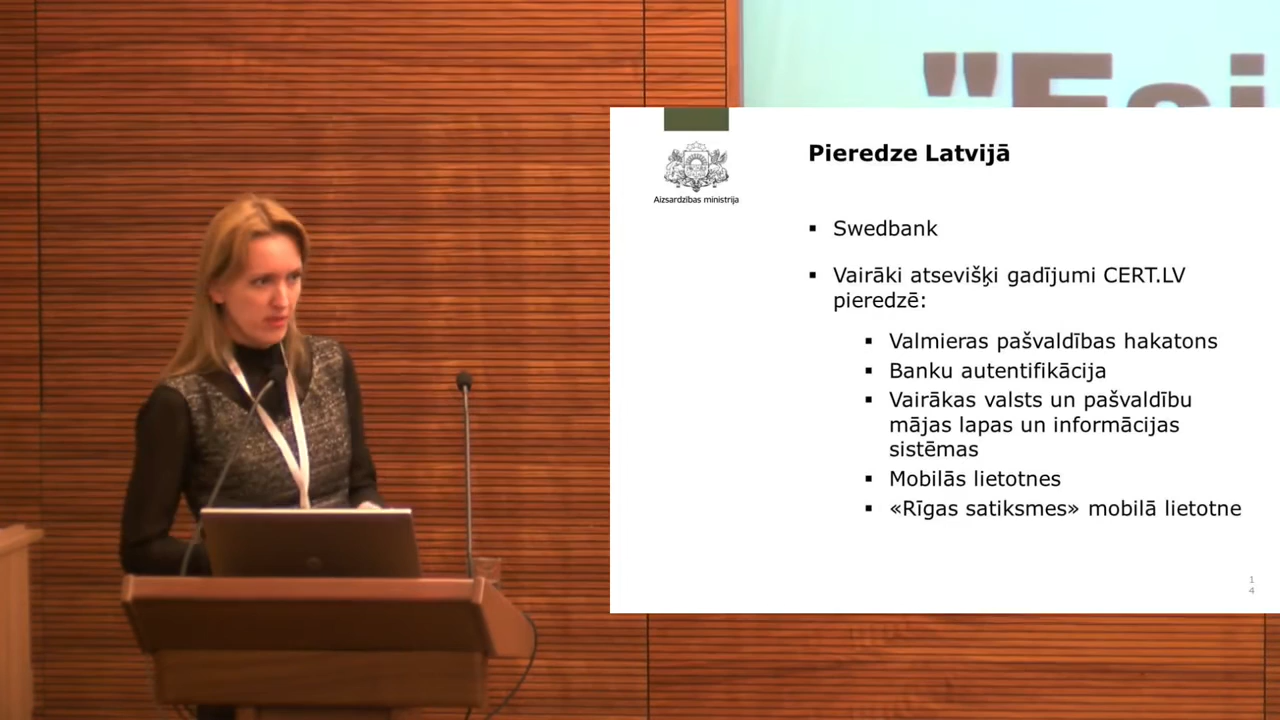 "Esi
Aizsardzības ministrija
Pieredze Latvijā
Swedbank
Vairāki atsevišķi gadījumi CERT.LV
pieredzē:
Valmieras pašvaldības hakatons
Banku autentifikācija
Vairākas valsts un pašvaldību
mājas lapas un informācijas
sistēmas
Mobilās lietotnes
«Rīgas satiksmes» mobilā lietotne
1
4